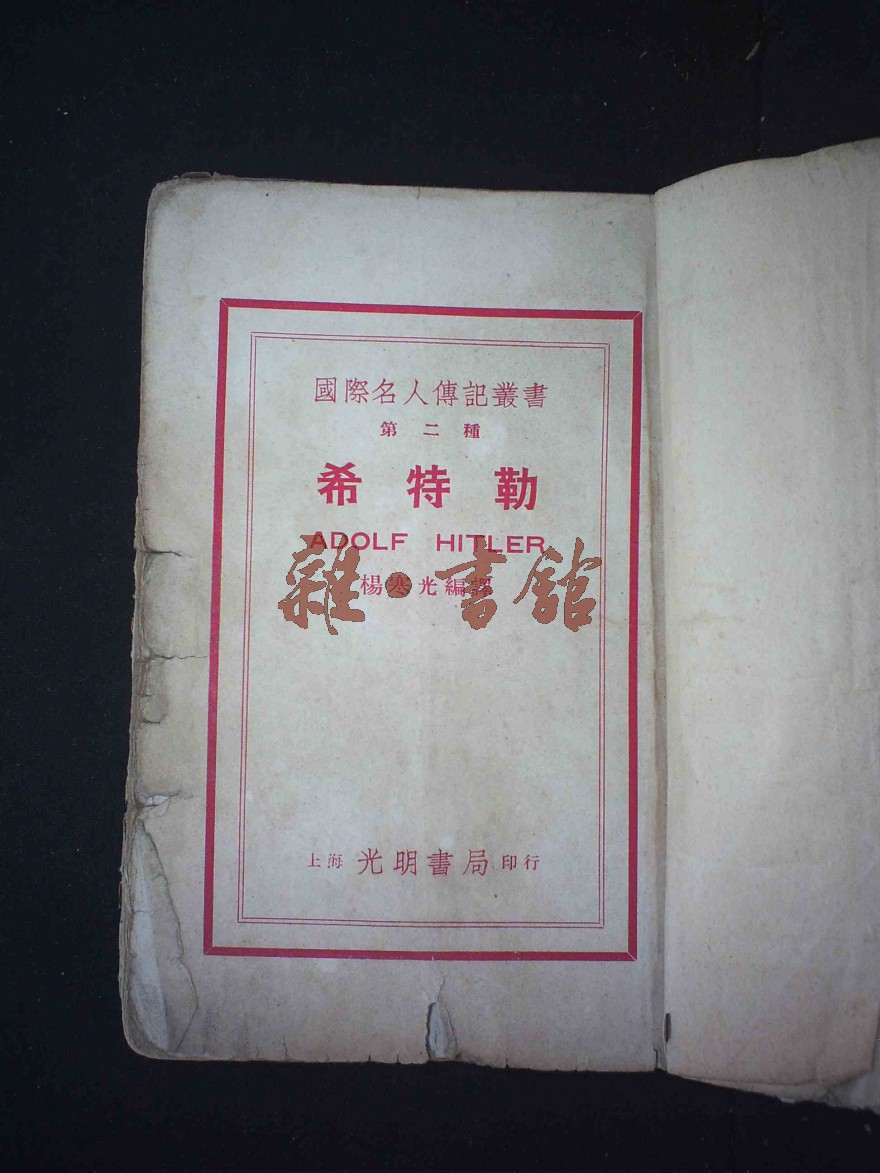 國際名人傳記叢書
第二種
希特勒
ADOLF HITLER
楊寒光編譯
雜·書館
上海 光明書局 印行